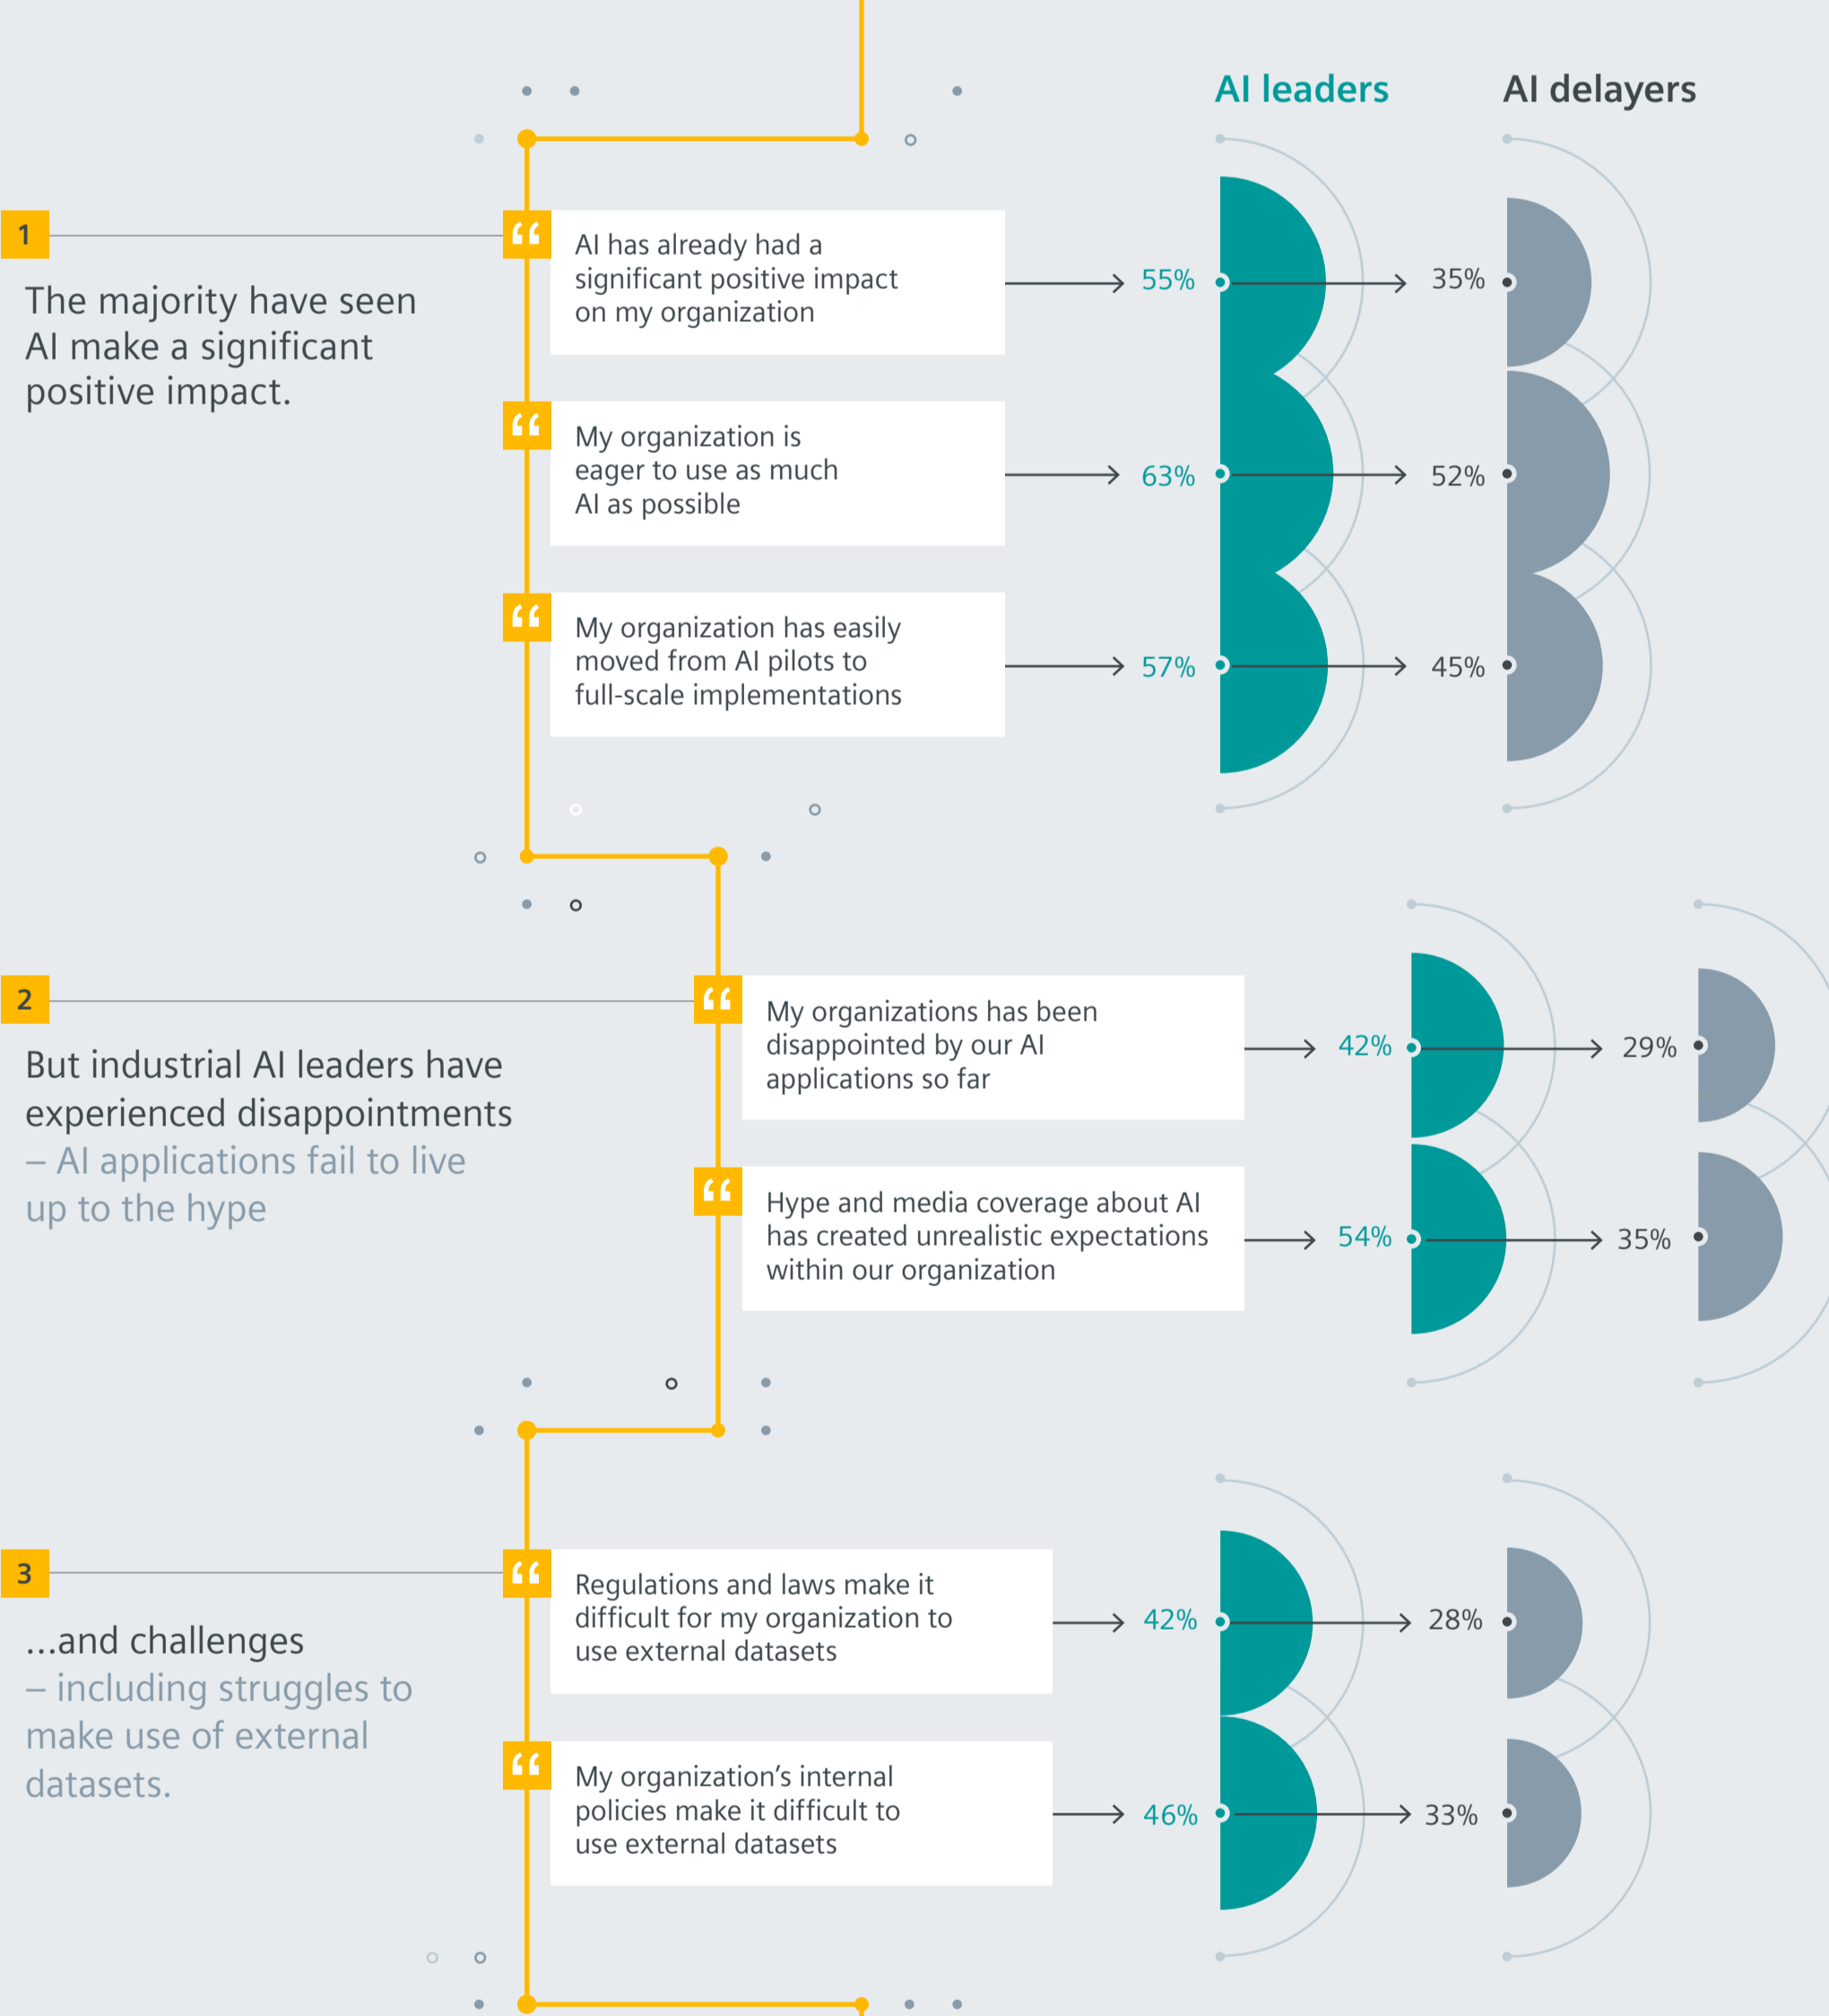 AI leaders
AI delayers
1
The majority have seen
AI make a significant
positive impact.
“
AI has already had a
significant positive impact
on my organization
55%
35%
“
My organization is
eager to use as much
AI as possible
63%
52%
“
My organization has easily
moved from AI pilots to
full-scale implementations
57%
45%
2
But industrial AI leaders have
experienced disappointments
– AI applications fail to live
up to the hype
“
My organizations has been
disappointed by our AI
applications so far
42%
29%
“
Hype and media coverage about AI
has created unrealistic expectations
within our organization
54%
35%
3
...and challenges
– including struggles to
make use of external
datasets.
“
Regulations and laws make it
difficult for my organization to
use external datasets
42%
28%
“
My organization’s internal
policies make it difficult to
use external datasets
46%
33%